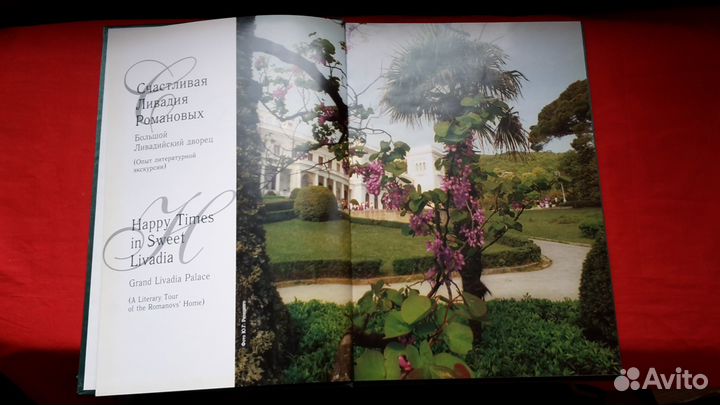 Счастливая
Ливадия
Романовых
Большой
Ливадийский дворец
(Опыт литературной
экскурсии)
Happy Times
in Sweet
Livadia
Grand Livadia Palace
(A Literary Tour
of the Romanovs' Home)
Фото Ю.Г.
Avito